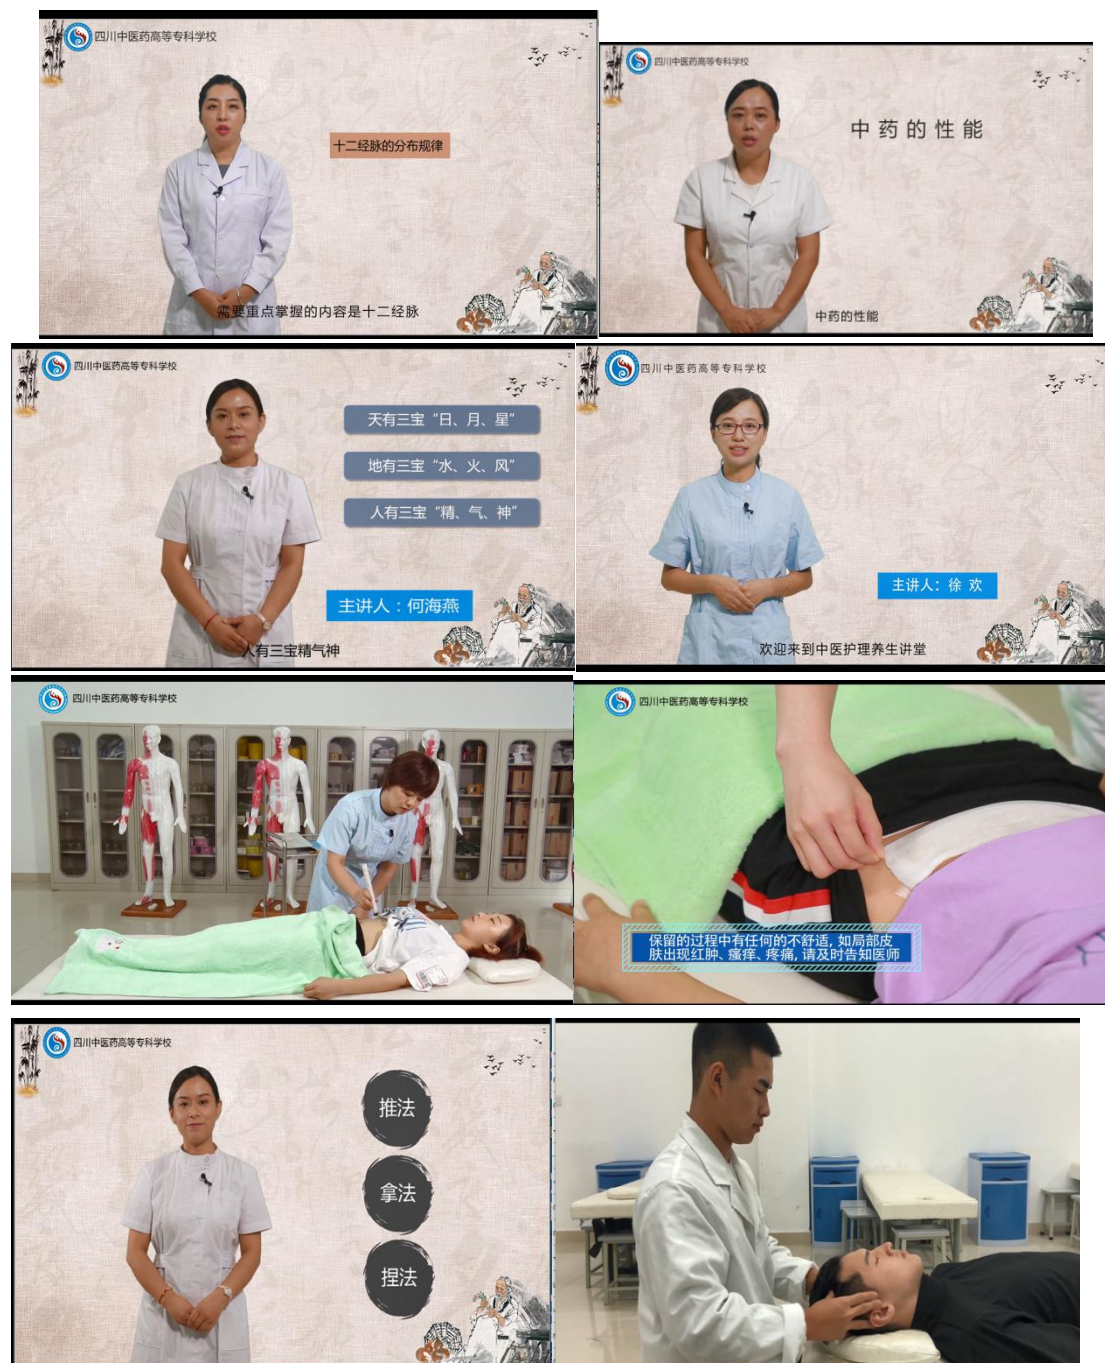 四川中医药高等专科学校
十二经脉的分布规律
需要重点掌握的内容是十二经脉
四川中医药高等专科学校
中药的性能
中药的性能
四川中医药高等专科学校
天有三宝“日、月、星”
地有三宝“水、火、风”
人有三宝“精、气、神”
主讲人：何海燕
人有三宝精气神
四川中医药高等专科学校
主讲人：徐 欢
欢迎来到中医护理养生讲堂
四川中医药高等专科学校
四川中医药高等专科学校
保留的过程中有任何的不舒适，如局部皮
肤出现红肿、瘙痒、疼痛，请及时告知医师
四川中医药高等专科学校
推法
拿法
捏法